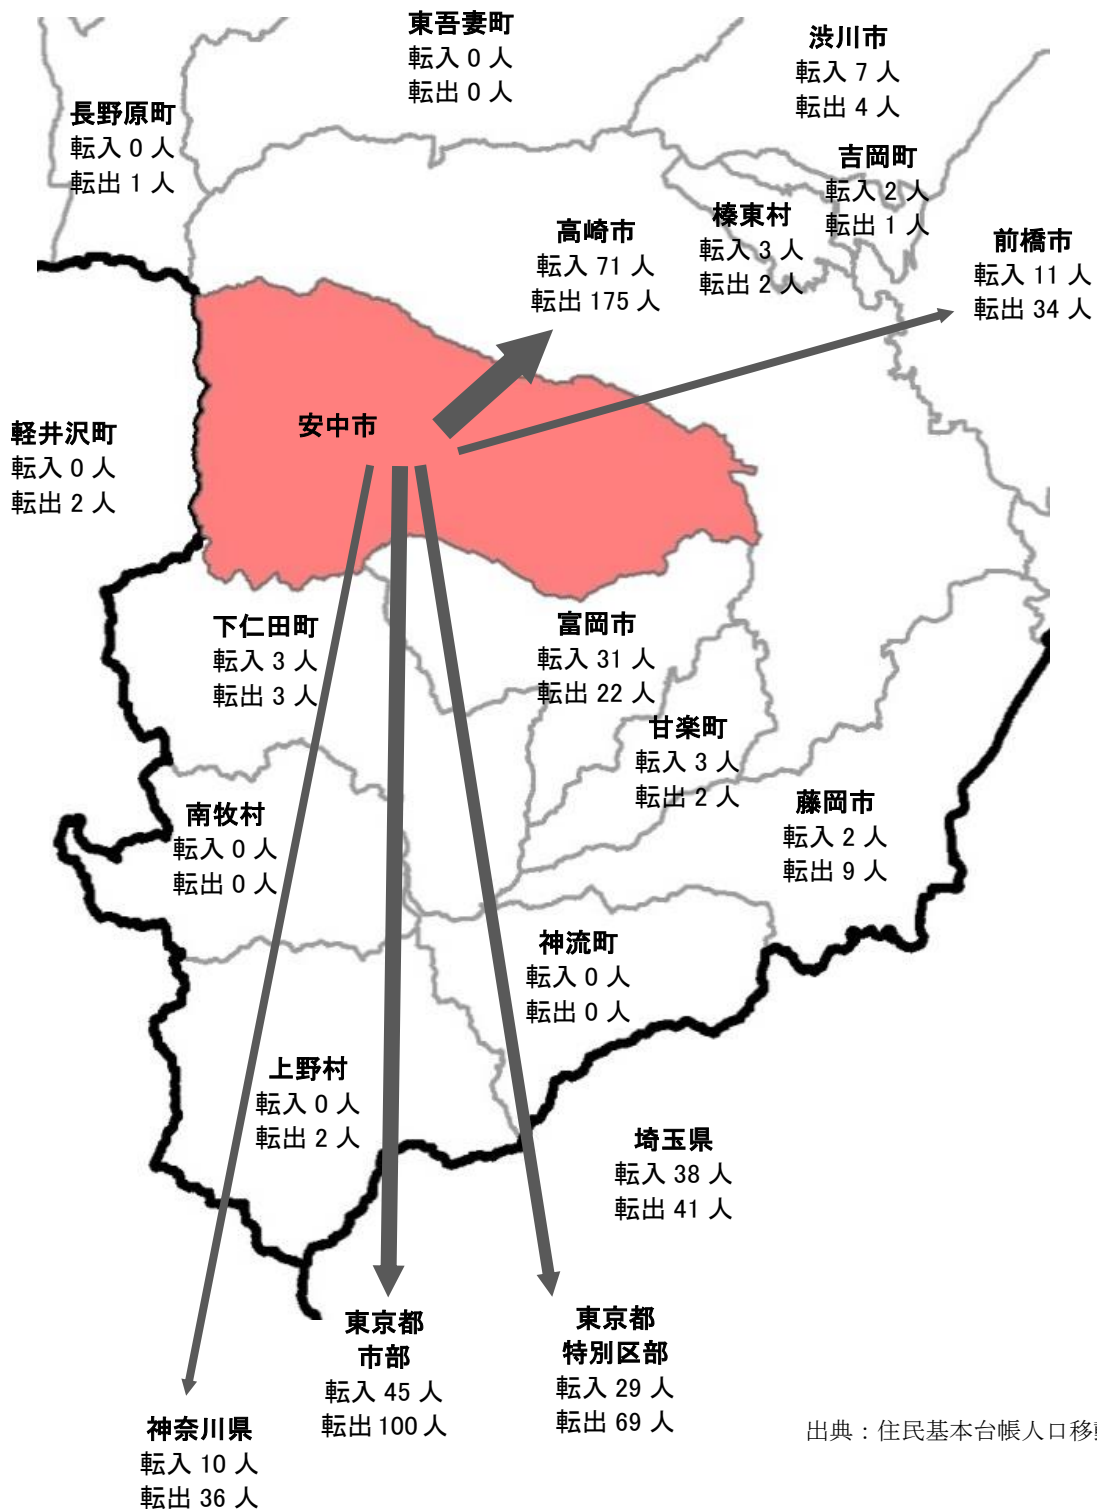 東吾妻町
転入 0 人
転出 0 人
渋川市
転入 7 人
転出 4 人
長野原町
転入 0 人
転出 1 人
吉岡町
転入 2 人
転出 1 人
榛東村
転入 3 人
転出 2 人
高崎市
転入 71 人
転出 175 人
前橋市
転入 11 人
転出 34 人
安中市
軽井沢町
転入 0 人
転出 2 人
下仁田町
転入 3 人
転出 3 人
富岡市
転入 31 人
転出 22 人
甘楽町
転入 3 人
転出 2 人
藤岡市
転入 2 人
転出 9 人
南牧村
転入 0 人
転出 0 人
神流町
転入 0 人
転出 0 人
上野村
転入 0 人
転出 2 人
埼玉県
転入 38 人
転出 41 人
東京都
市部
転入 45 人
転出 100 人
東京都
特別区部
転入 29 人
転出 69 人
神奈川県
転入 10 人
転出 36 人
出典：住民基本台帳人口移